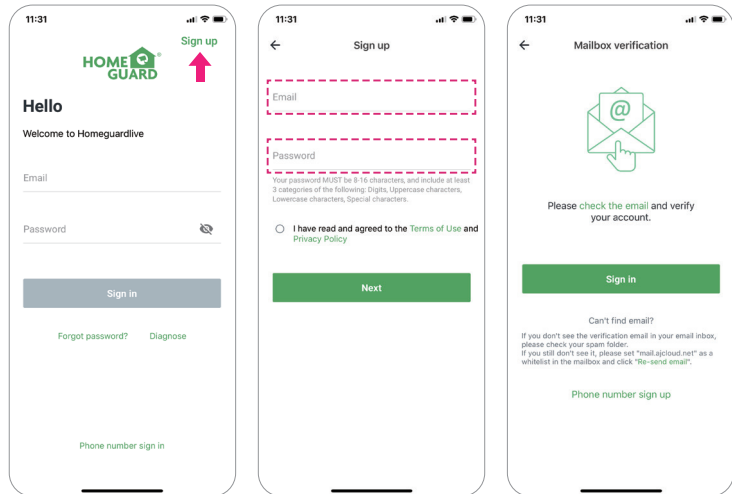 11:31
Sign up
HOME
GUARD
®
Hello
Welcome to Homeguardlive
Email
Password
Sign in
Forgot password? Diagnose
Phone number sign in
11:31
Sign up
Email
Password
Your password MUST be 8-16 characters, and include at least
3 categories of the following: Digits, Uppercase characters,
Lowercase characters, Special characters.
I have read and agreed to the Terms of Use and
Privacy Policy
Next
11:31
Mailbox verification
@
Please check the email and verify
your account.
Sign in
Can't find email?
If you don't see the verification email in your email inbox,
please check your spam folder.
If you still don't see it, please set "mail.ajcloud.net" as a
whitelist in the mailbox and click "Re-send email".
Phone number sign up